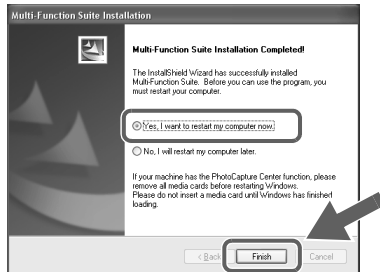 Multi-Function Suite Installation
Multi-Function Suite Installation Completed!
The InstallShield Wizard has successfully installed
Multi-Function Suite. Before you can use the program, you
must restart your computer.
Yes, I want to restart my computer now.
No, I will restart my computer later.
If your machine has the PhotoCapture Center function, please
remove all media cards before restarting Windows.
Please do not insert a media card until Windows has finished
loading.
< Back
Finish
Cancel